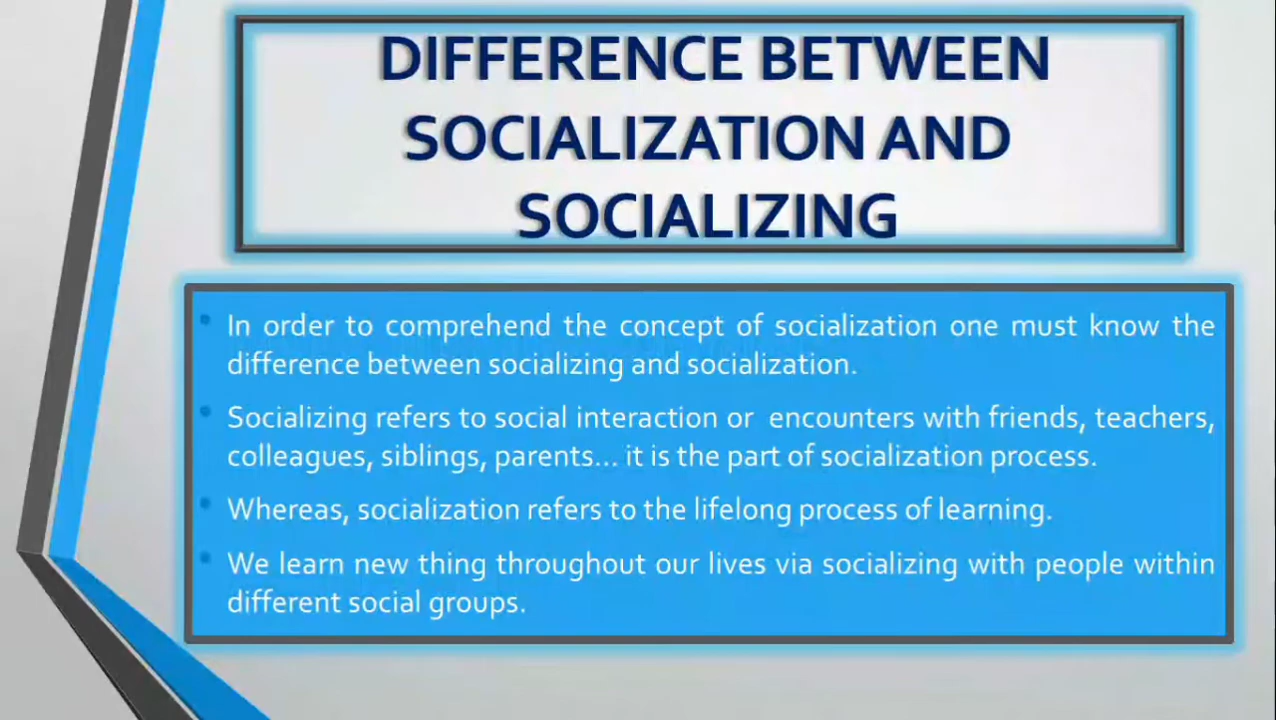 DIFFERENCE BETWEEN
SOCIALIZATION AND
SOCIALIZING
• In order to comprehend the concept of socialization one must know the
difference between socializing and socialization.
• Socializing refers to social interaction or encounters with friends, teachers,
colleagues, siblings, parents... it is the part of socialization process.
• Whereas, socialization refers to the lifelong process of learning.
• We learn new thing throughout our lives via socializing with people within
different social groups.